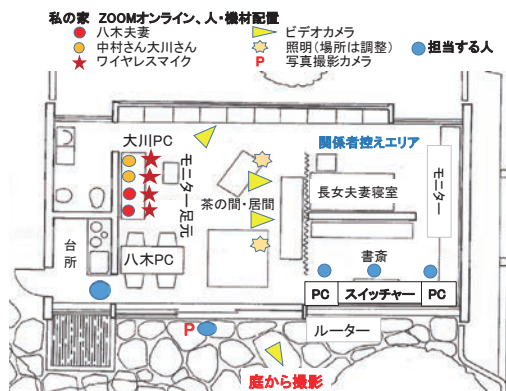 私の家 ZOOMオンライン、人・機材配置
八木夫妻
中村さん大川さん
ワイヤレスマイク
ビデオカメラ
照明(場所は調整)
P 写真撮影カメラ
担当する人
大川PC
関係者控えエリア
モニター足元
茶の間・居間
長女夫妻寝室
モニター
台所
八木PC
書斎
PC スイッチャー PC
P
ルーター
庭から撮影